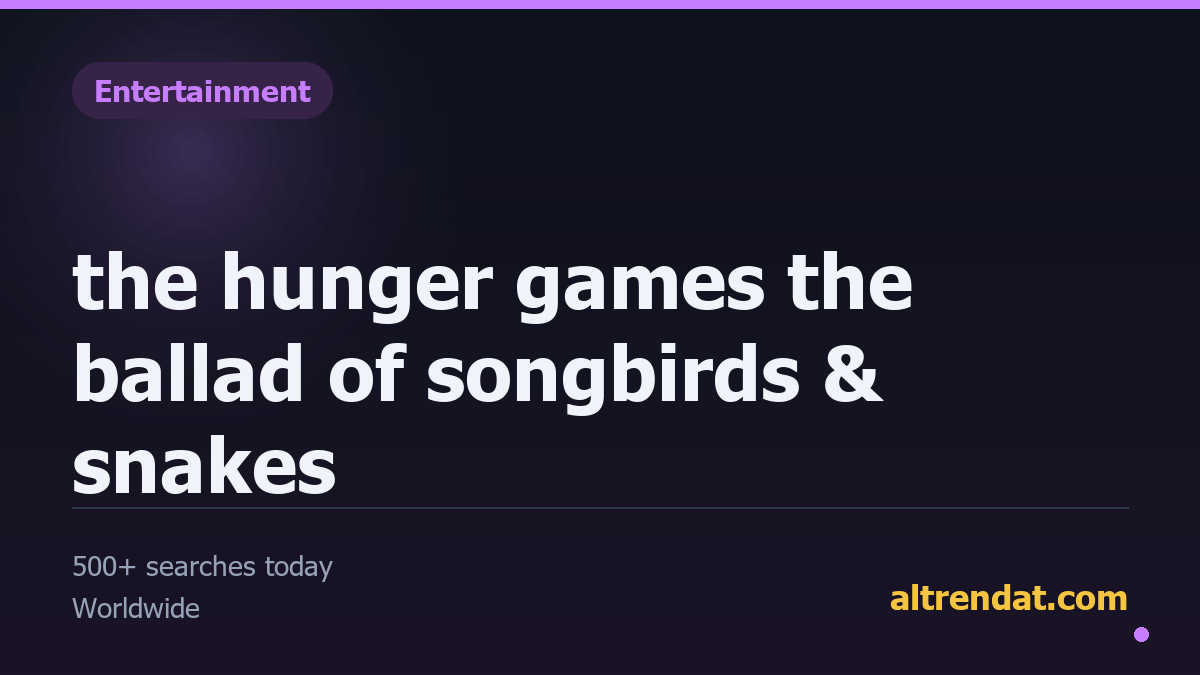 Entertainment
the hunger games the
ballad of songbirds &
snakes
500+ searches today
Worldwide
altrendat.com